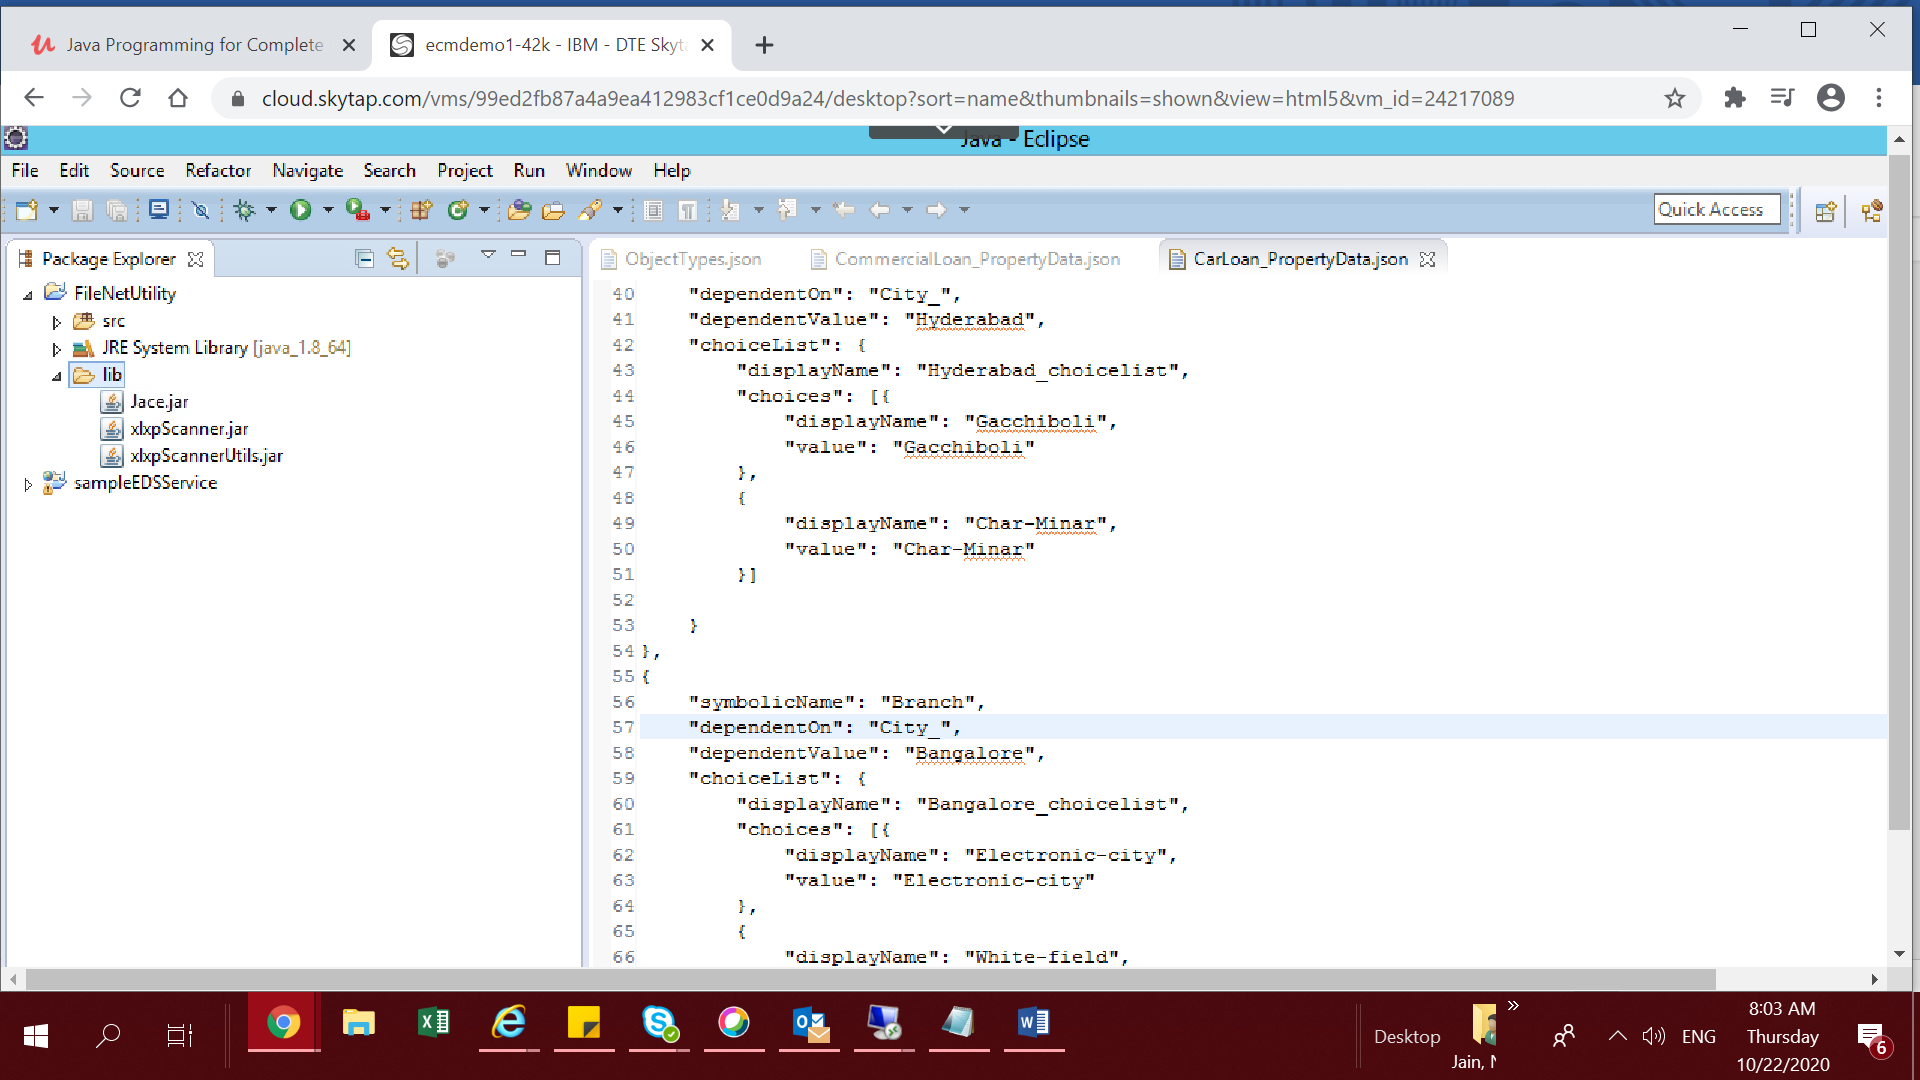 Java Programming for Complete
ecmdemo1-42k - IBM - DTE Skyta
cloud.skytap.com/vms/99ed2fb87a4a9ea412983cf1ce0d9a24/desktop?sort=name&thumbnails=shown&view=html5&vm_id=24217089
Java - Eclipse
File Edit Source Refactor Navigate Search Project Run Window Help
Quick Access
Package Explorer
FileNetUtility
src
JRE System Library [java_1.8_64]
lib
Jace.jar
xlxpScanner.jar
xlxpScannerUtils.jar
sampleEDSService
ObjectTypes.json CommercialLoan_PropertyData.json CarLoan_PropertyData.json
40 "dependentOn": "City_",
41 "dependentValue": "Hyderabad",
42 "choiceList": {
43 "displayName": "Hyderabad_choicelist",
44 "choices": [{
45 "displayName": "Gacchiboli",
46 "value": "Gacchiboli"
47 },
48 {
49 "displayName": "Char-Minar",
50 "value": "Char-Minar"
51 }]
52
53 }
54 },
55 {
56 "symbolicName": "Branch",
57 "dependentOn": "City_",
58 "dependentValue": "Bangalore",
59 "choiceList": {
60 "displayName": "Bangalore_choicelist",
61 "choices": [{
62 "displayName": "Electronic-city",
63 "value": "Electronic-city"
64 },
65 {
66 "displayName": "White-field",
Desktop
Jain, N
ENG
8:03 AM
Thursday
10/22/2020
6